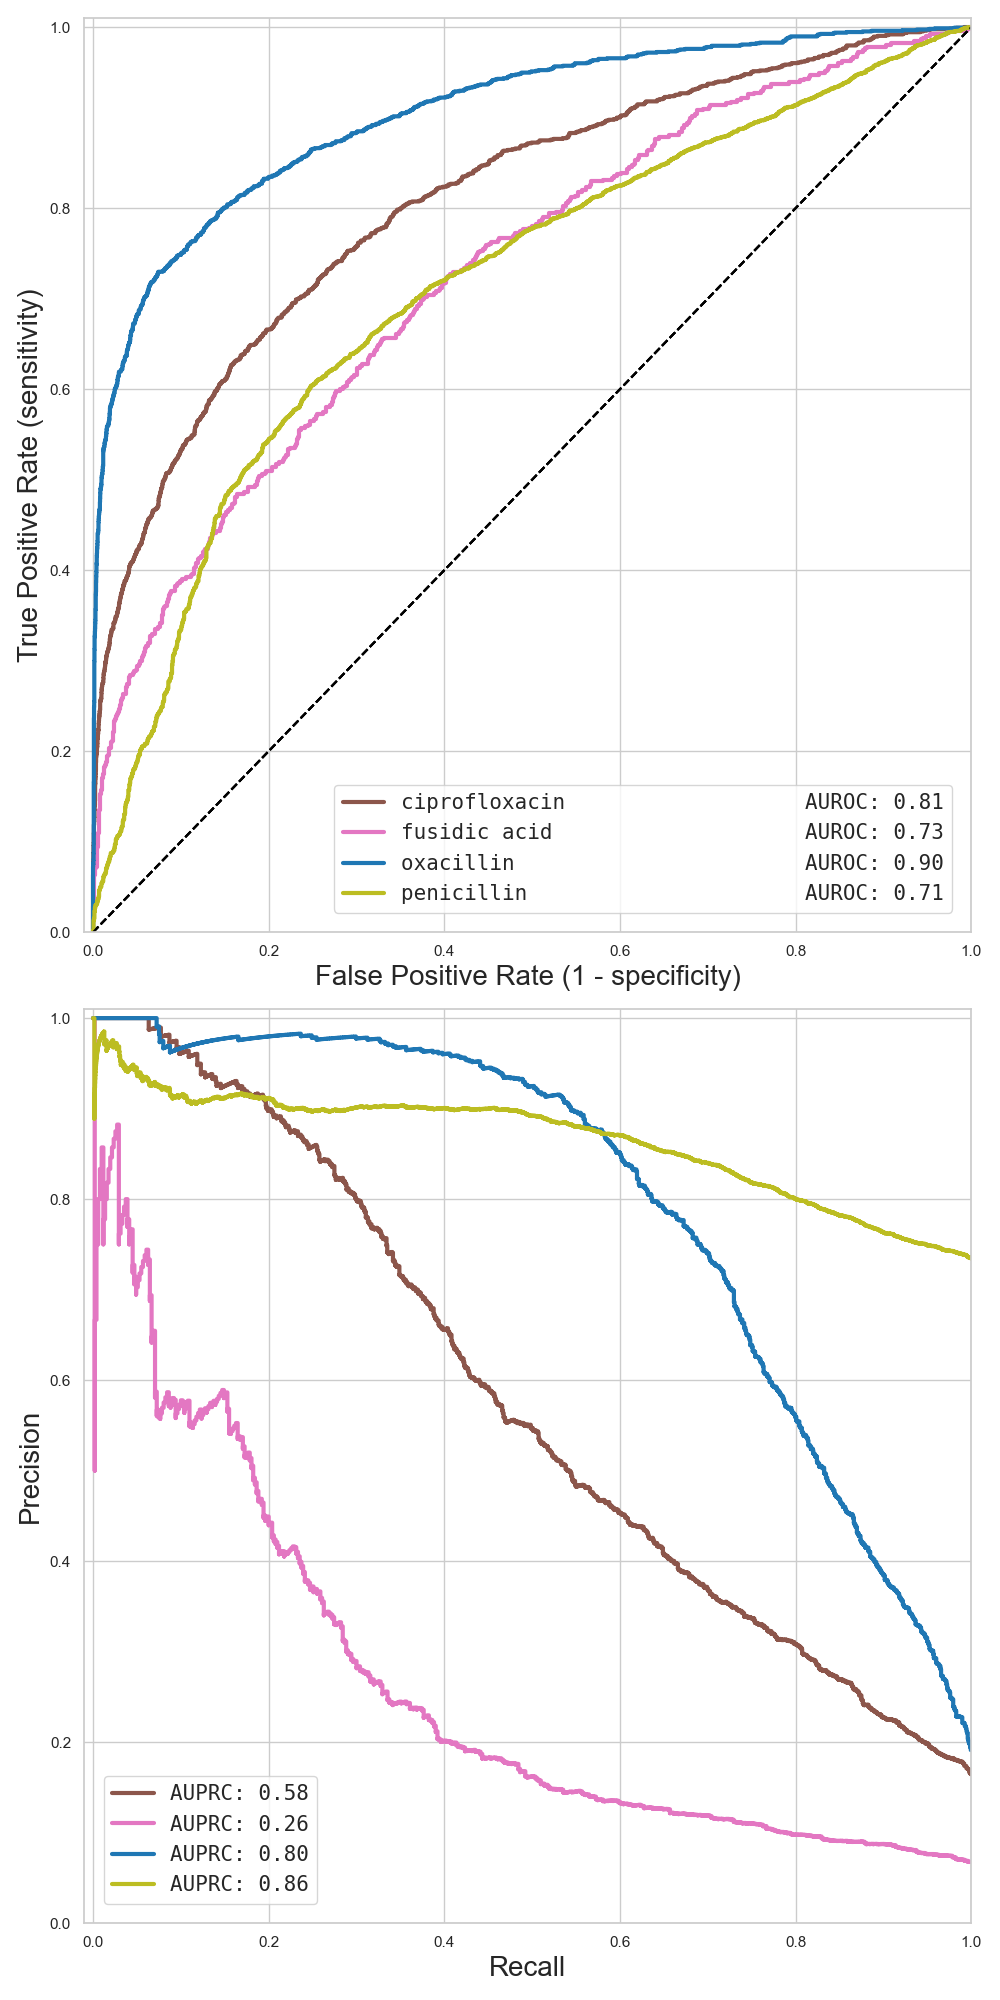 1.0
0.8
0.6
0.4
0.2
0.0
True Positive Rate (sensitivity)
ciprofloxacin AUROC: 0.81
fusidic acid AUROC: 0.73
oxacillin AUROC: 0.90
penicillin AUROC: 0.71
0.0 0.2 0.4 0.6 0.8 1.0
False Positive Rate (1 - specificity)
1.0
0.8
0.6
0.4
0.2
0.0
Precision
AUPRC: 0.58
AUPRC: 0.26
AUPRC: 0.80
AUPRC: 0.86
0.0 0.2 0.4 0.6 0.8 1.0
Recall